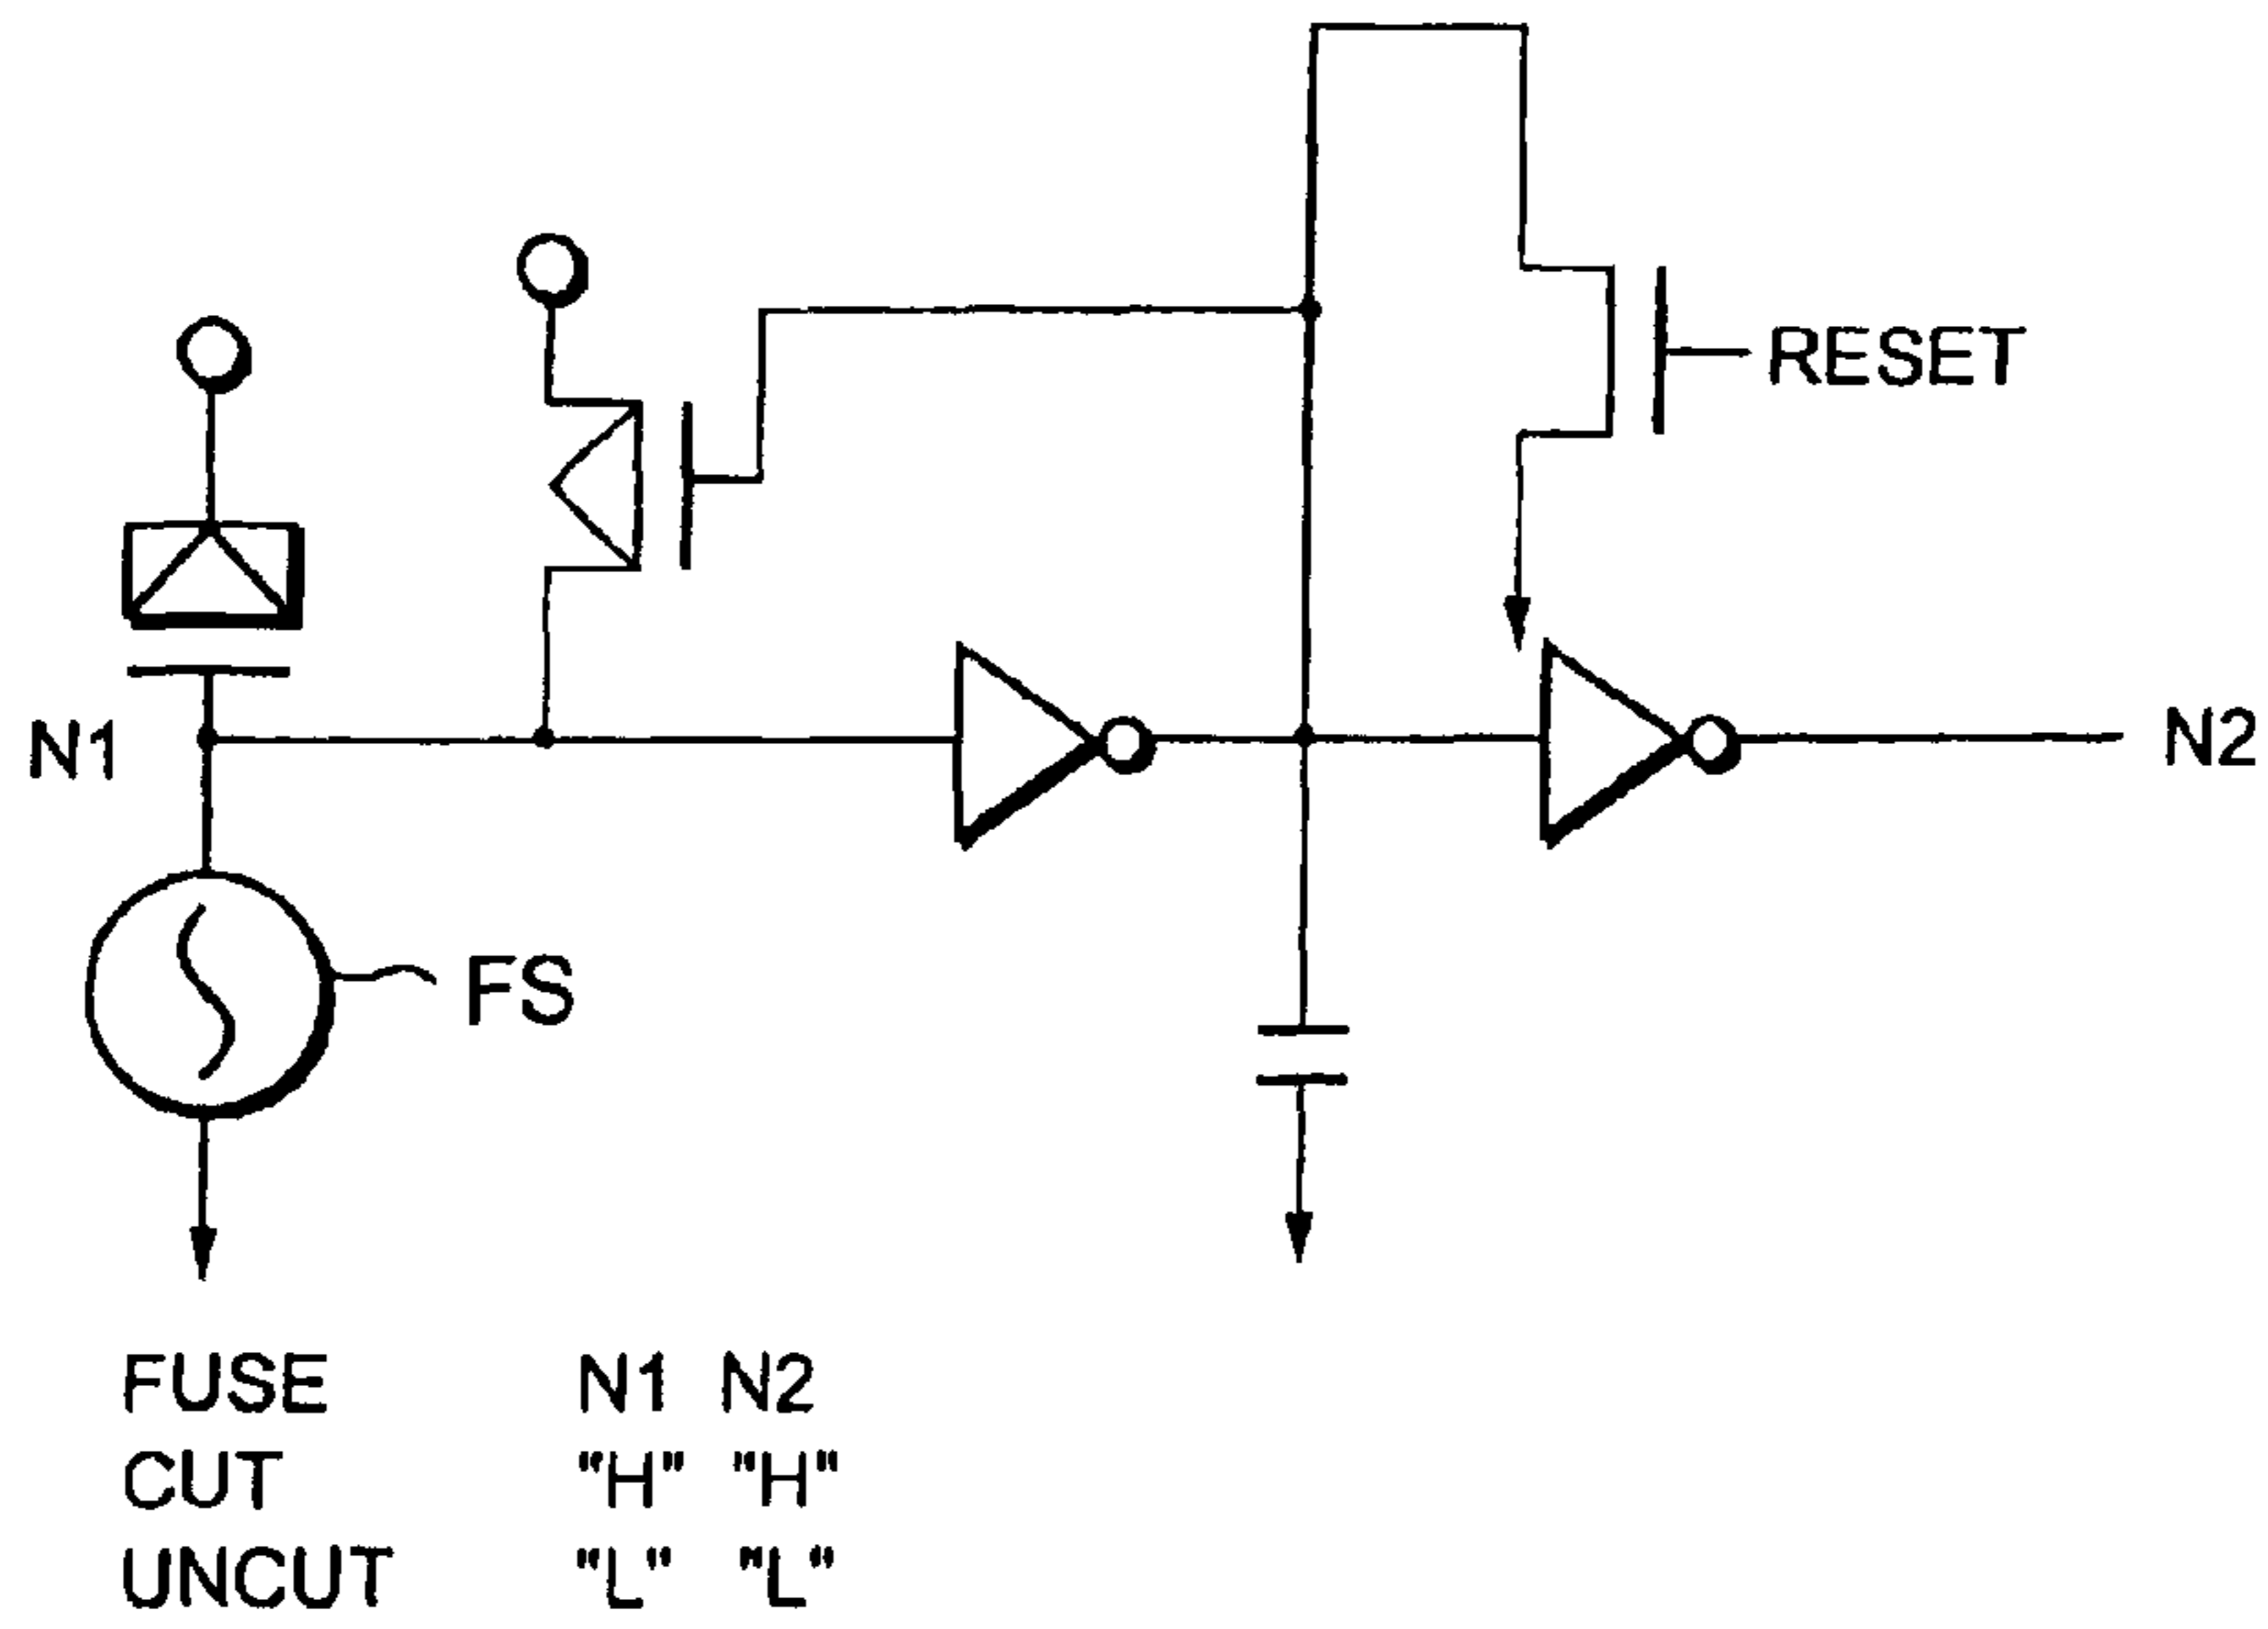 RESET
N1
N2
FS
FUSE N1 N2
CUT "H" "H"
UNCUT "L" "L"